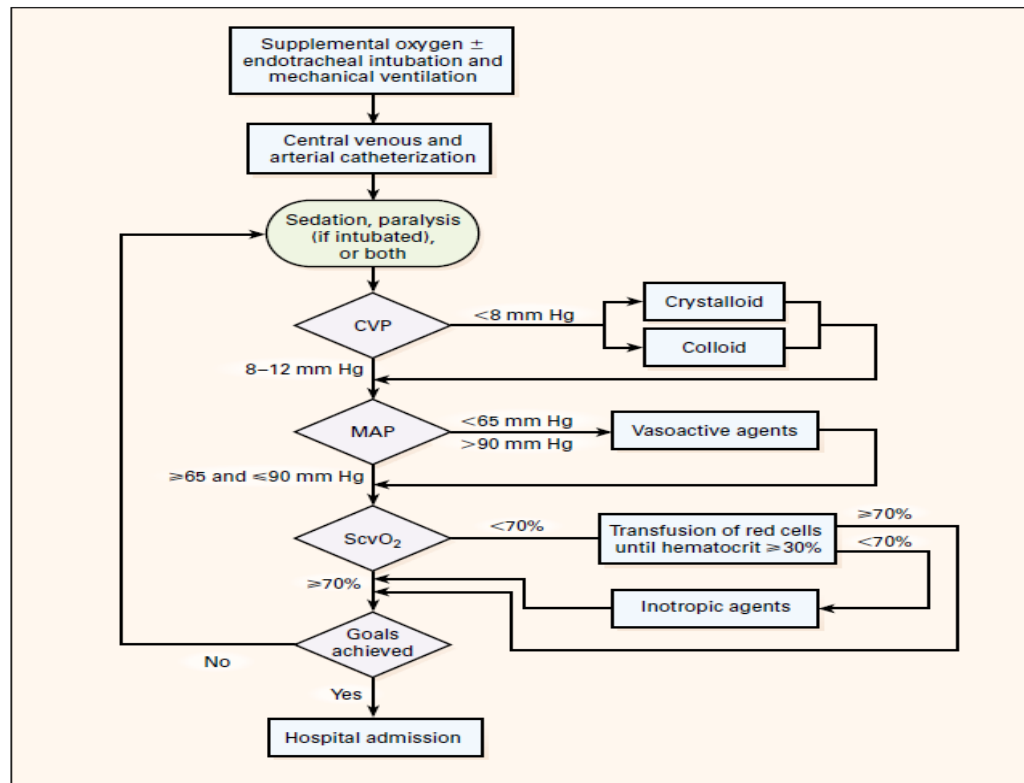 Supplemental oxygen ±
endotracheal intubation and
mechanical ventilation
Central venous and
arterial catheterization
Sedation, paralysis
(if intubated),
or both
CVP
<8 mm Hg
Crystalloid
Colloid
8–12 mm Hg
MAP
<65 mm Hg
>90 mm Hg
Vasoactive agents
≥65 and ≤90 mm Hg
ScvO₂
<70%
Transfusion of red cells
until hematocrit ≥30%
≥70%
<70%
≥70%
Inotropic agents
Goals
achieved
No
Yes
Hospital admission